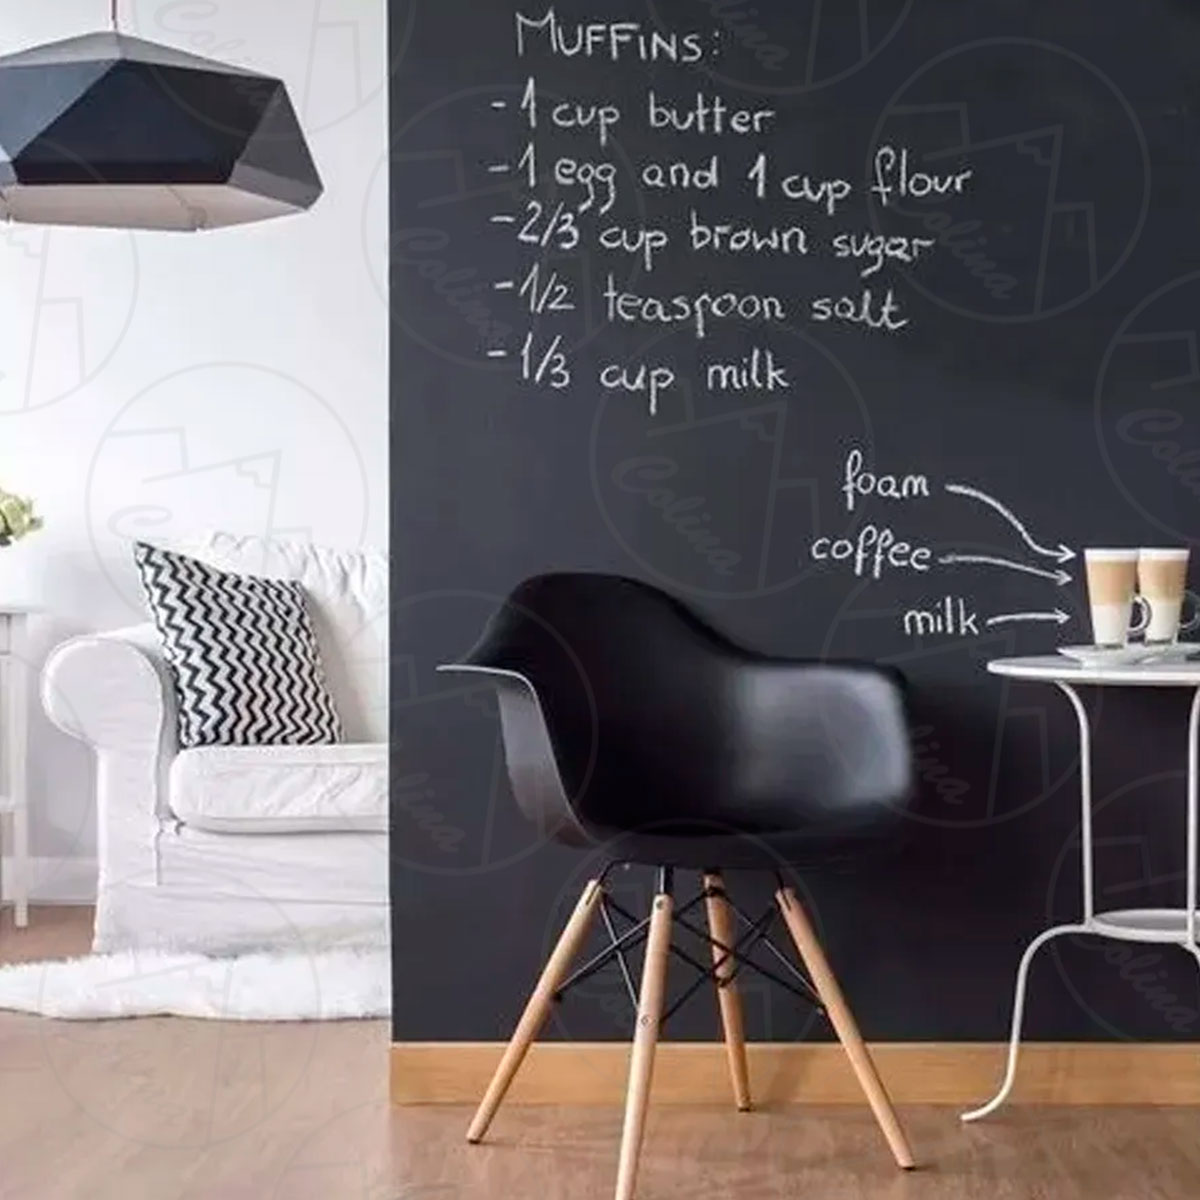 MUFFINS:
-1 cup butter
-1 egg and 1 cup flour
-2/3 cup brown sugar
-1/2 teaspoon salt
-1/3 cup milk
foam
coffee
milk
Colina